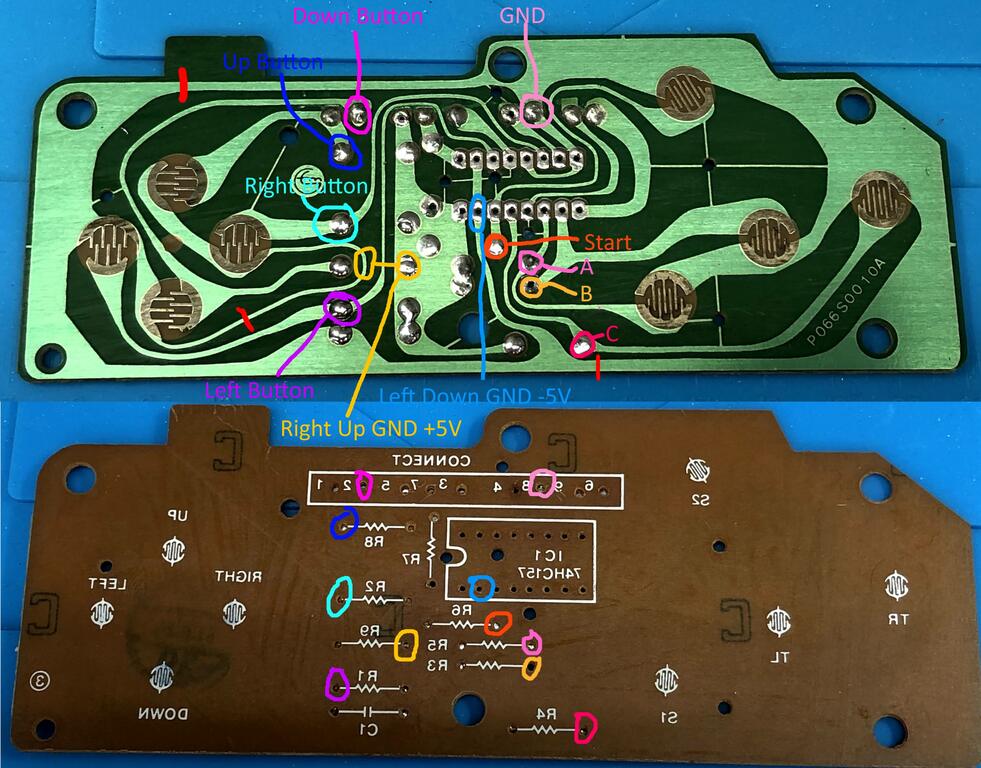 Down Button
GND
Up Button
Right Button
Start
A
B
P066S0010A
C
Left Button
Left Down GND -5V
Right Up GND +5V
CONNECT
1 2 5 7 3 4 8 9 6
S2
UP
R8
R7
IC1
74HC157
LEFT
RIGHT
R2
TR
R6
R9
R5
TL
R3
3
R1
DOWN
S1
C1
R4